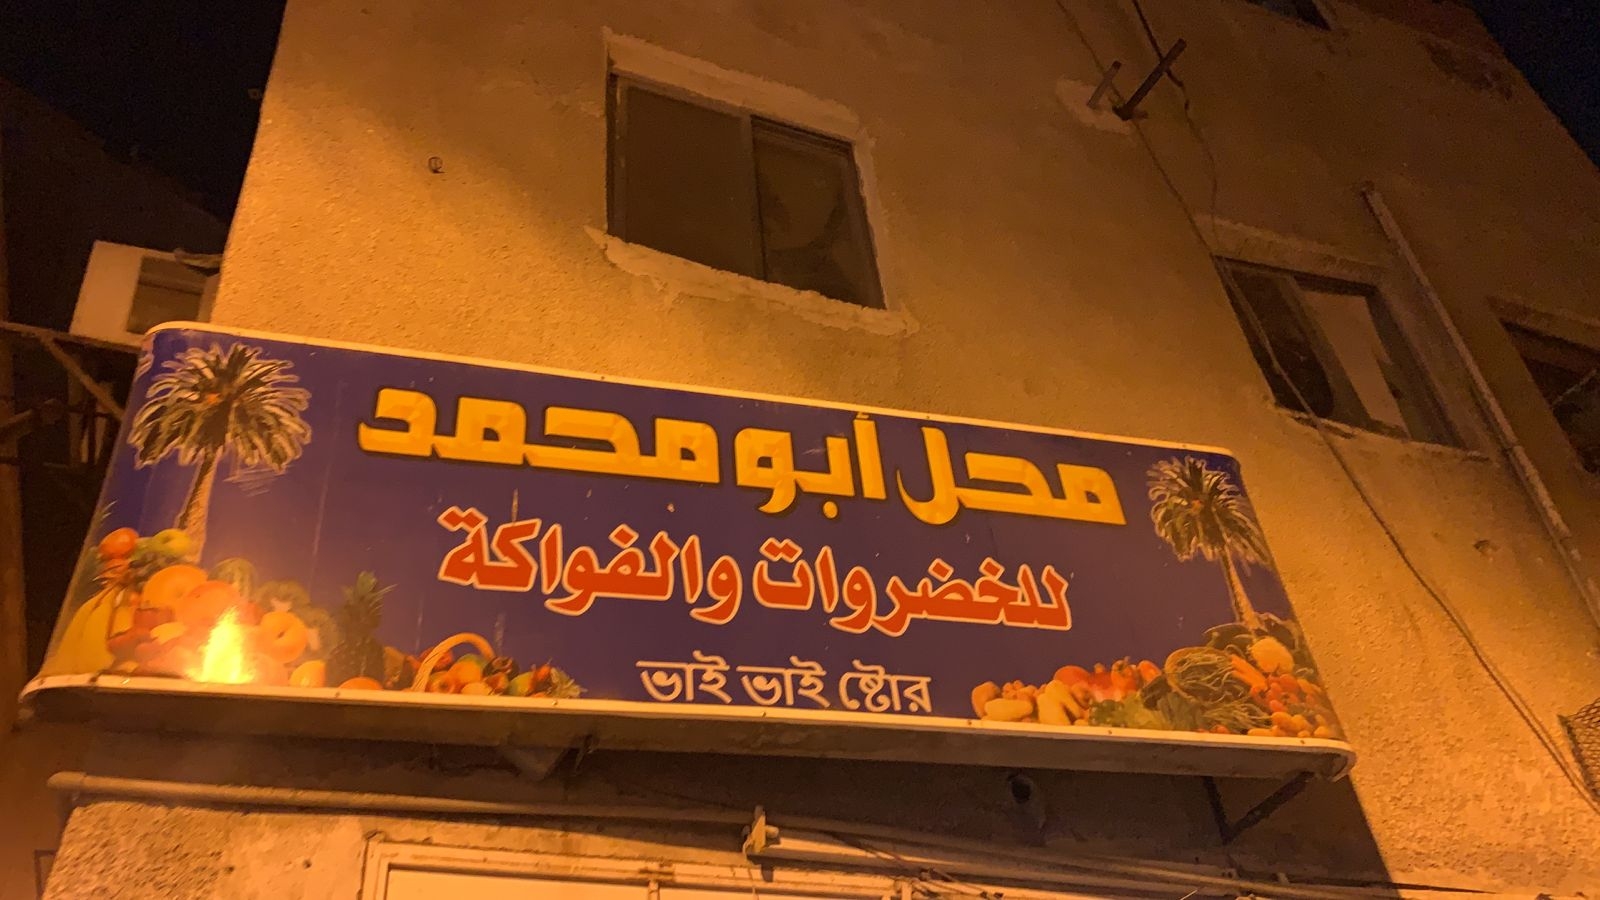 محل أبو محمد
للخضروات والفواكة
ভাই ভাই ষ্টোর